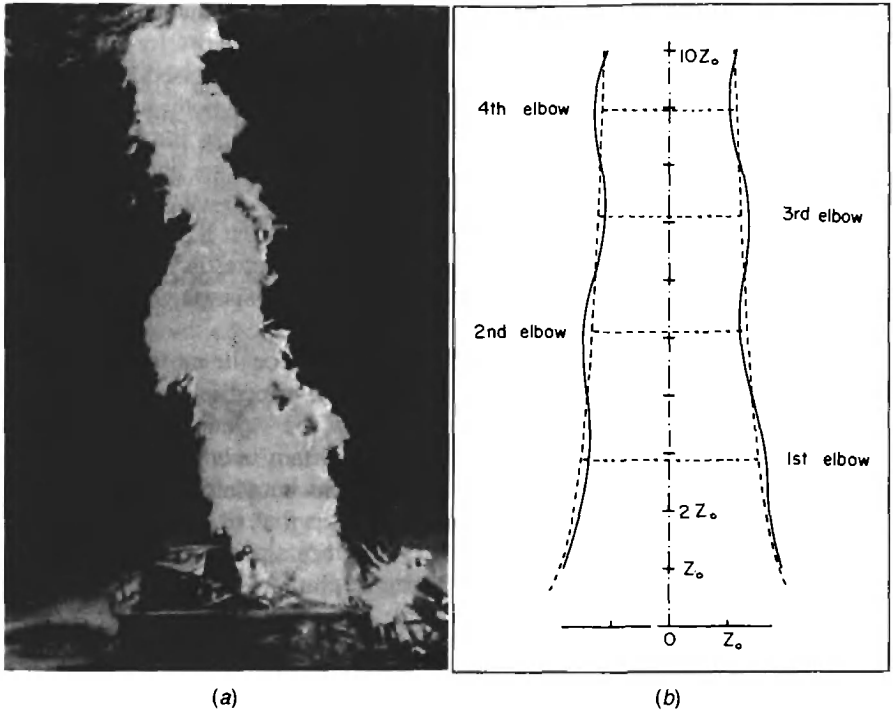 10Z₀
4th elbow
3rd elbow
2nd elbow
1st elbow
2Z₀
Z₀
0 Z₀
(a) (b)